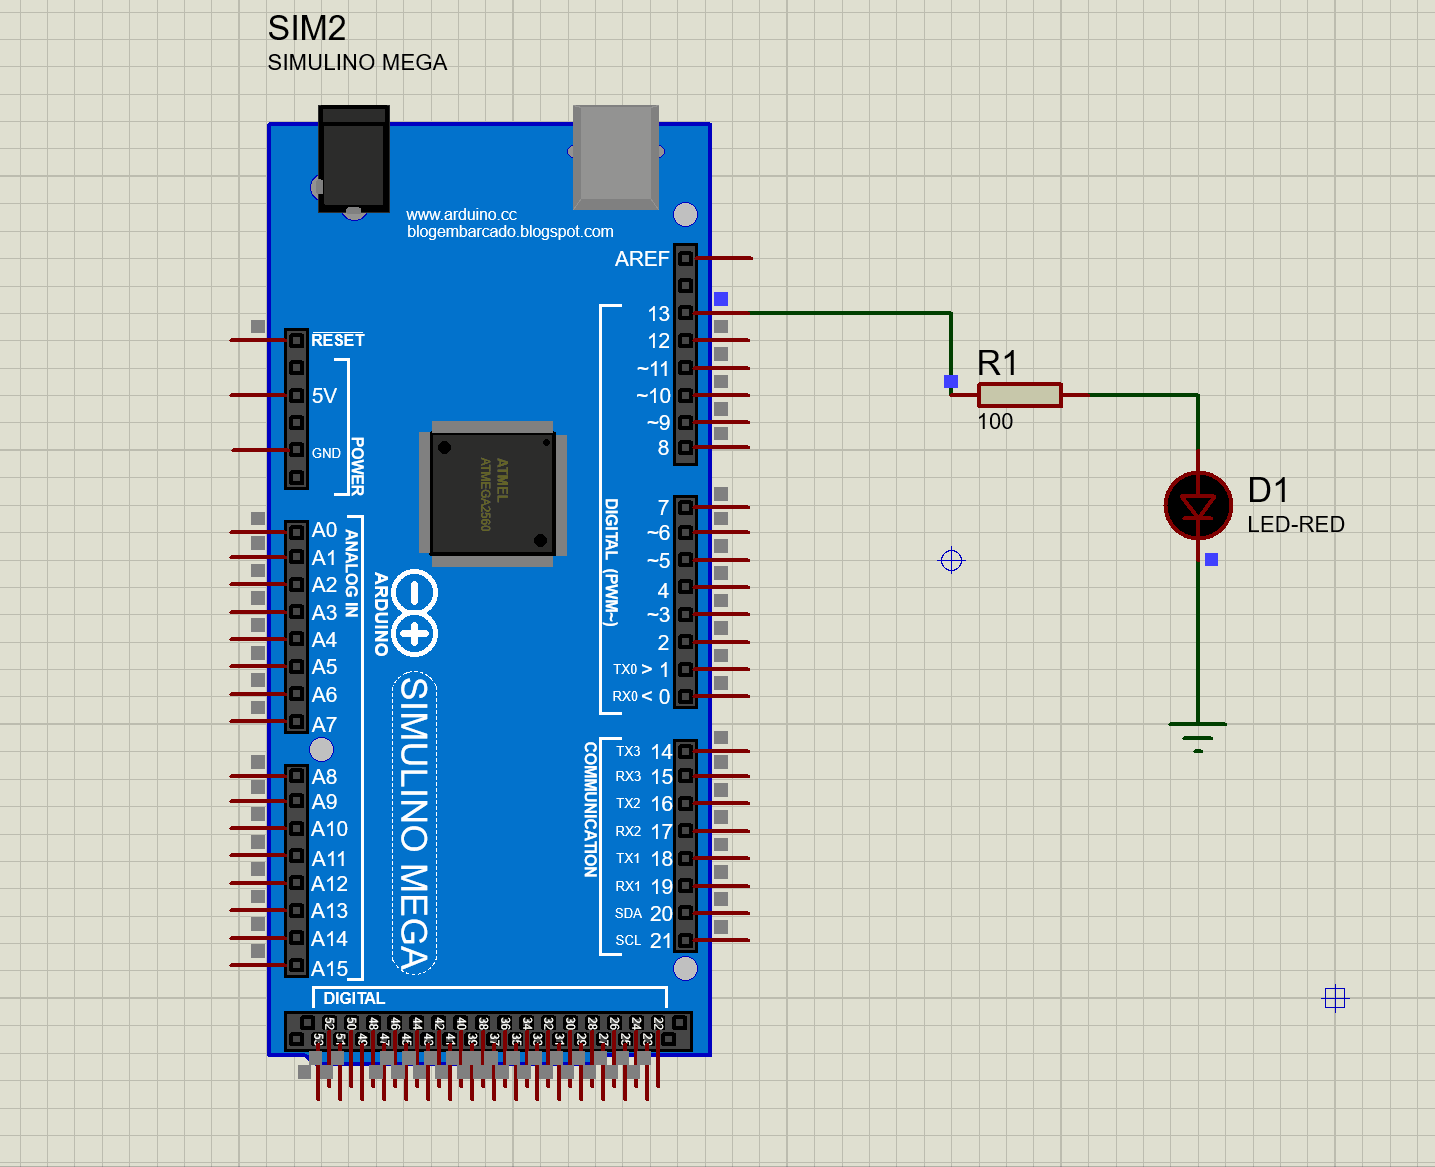 SIM2
SIMULINO MEGA
www.arduino.cc
blogembarcado.blogspot.com
AREF
13
12
~11
~10
~9
8
7
~6
~5
4
~3
2
TX0 > 1
RX0 < 0
DIGITAL (PWM~)
TX3 14
RX3 15
TX2 16
RX2 17
TX1 18
RX1 19
SDA 20
SCL 21
COMMUNICATION
RESET
5V
GND
POWER
A0
A1
A2
A3
A4
A5
A6
A7
A8
A9
A10
A11
A12
A13
A14
A15
ANALOG IN
ATMEL
ATMEGA2560
ARDUINO
SIMULINO MEGA
DIGITAL
52 50 48 46 44 42 40 38 36 34 32 30 28 26 24 22
53 51 49 47 45 43 41 39 37 35 33 31 29 27 25 23
R1
100
D1
LED-RED